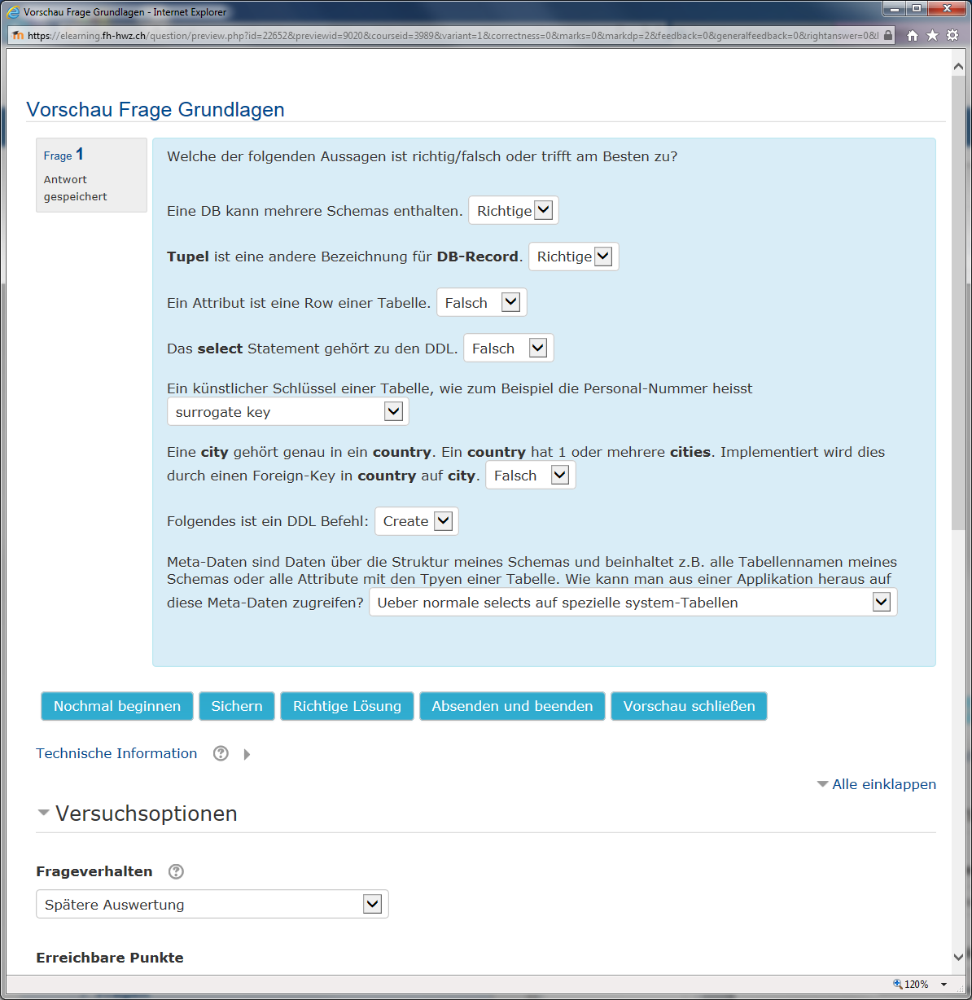 Vorschau Frage Grundlagen - Internet Explorer
https://elearning.fh-hwz.ch/question/preview.php?id=22652&previewid=9020&courseid=3989&variant=1&correctness=0&marks=0&markdp=2&feedback=0&generalfeedback=0&rightanswer=0&
Vorschau Frage Grundlagen
Frage 1
Antwort
gespeichert
Welche der folgenden Aussagen ist richtig/falsch oder trifft am Besten zu?
Eine DB kann mehrere Schemas enthalten. Richtige
Tupel ist eine andere Bezeichnung für DB-Record. Richtige
Ein Attribut ist eine Row einer Tabelle. Falsch
Das select Statement gehört zu den DDL. Falsch
Ein künstlicher Schlüssel einer Tabelle, wie zum Beispiel die Personal-Nummer heisst
surrogate key
Eine city gehört genau in ein country. Ein country hat 1 oder mehrere cities. Implementiert wird dies
durch einen Foreign-Key in country auf city. Falsch
Folgendes ist ein DDL Befehl: Create
Meta-Daten sind Daten über die Struktur meines Schemas und beinhaltet z.B. alle Tabellennamen meines
Schemas oder alle Attribute mit den Tpyen einer Tabelle. Wie kann man aus einer Applikation heraus auf
diese Meta-Daten zugreifen? Ueber normale selects auf spezielle system-Tabellen
Nochmal beginnen Sichern Richtige Lösung Absenden und beenden Vorschau schließen
Technische Information
Alle einklappen
Versuchsoptionen
Frageverhalten
Spätere Auswertung
Erreichbare Punkte
120%